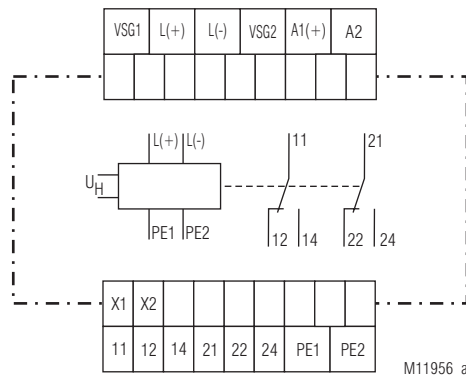 VSG1 L(+) L(-) VSG2 A1(+) A2
L(+) L(-) 11 21
UH
PE1 PE2 12 14 22 24
X1 X2
11 12 14 21 22 24 PE1 PE2
M11956_a